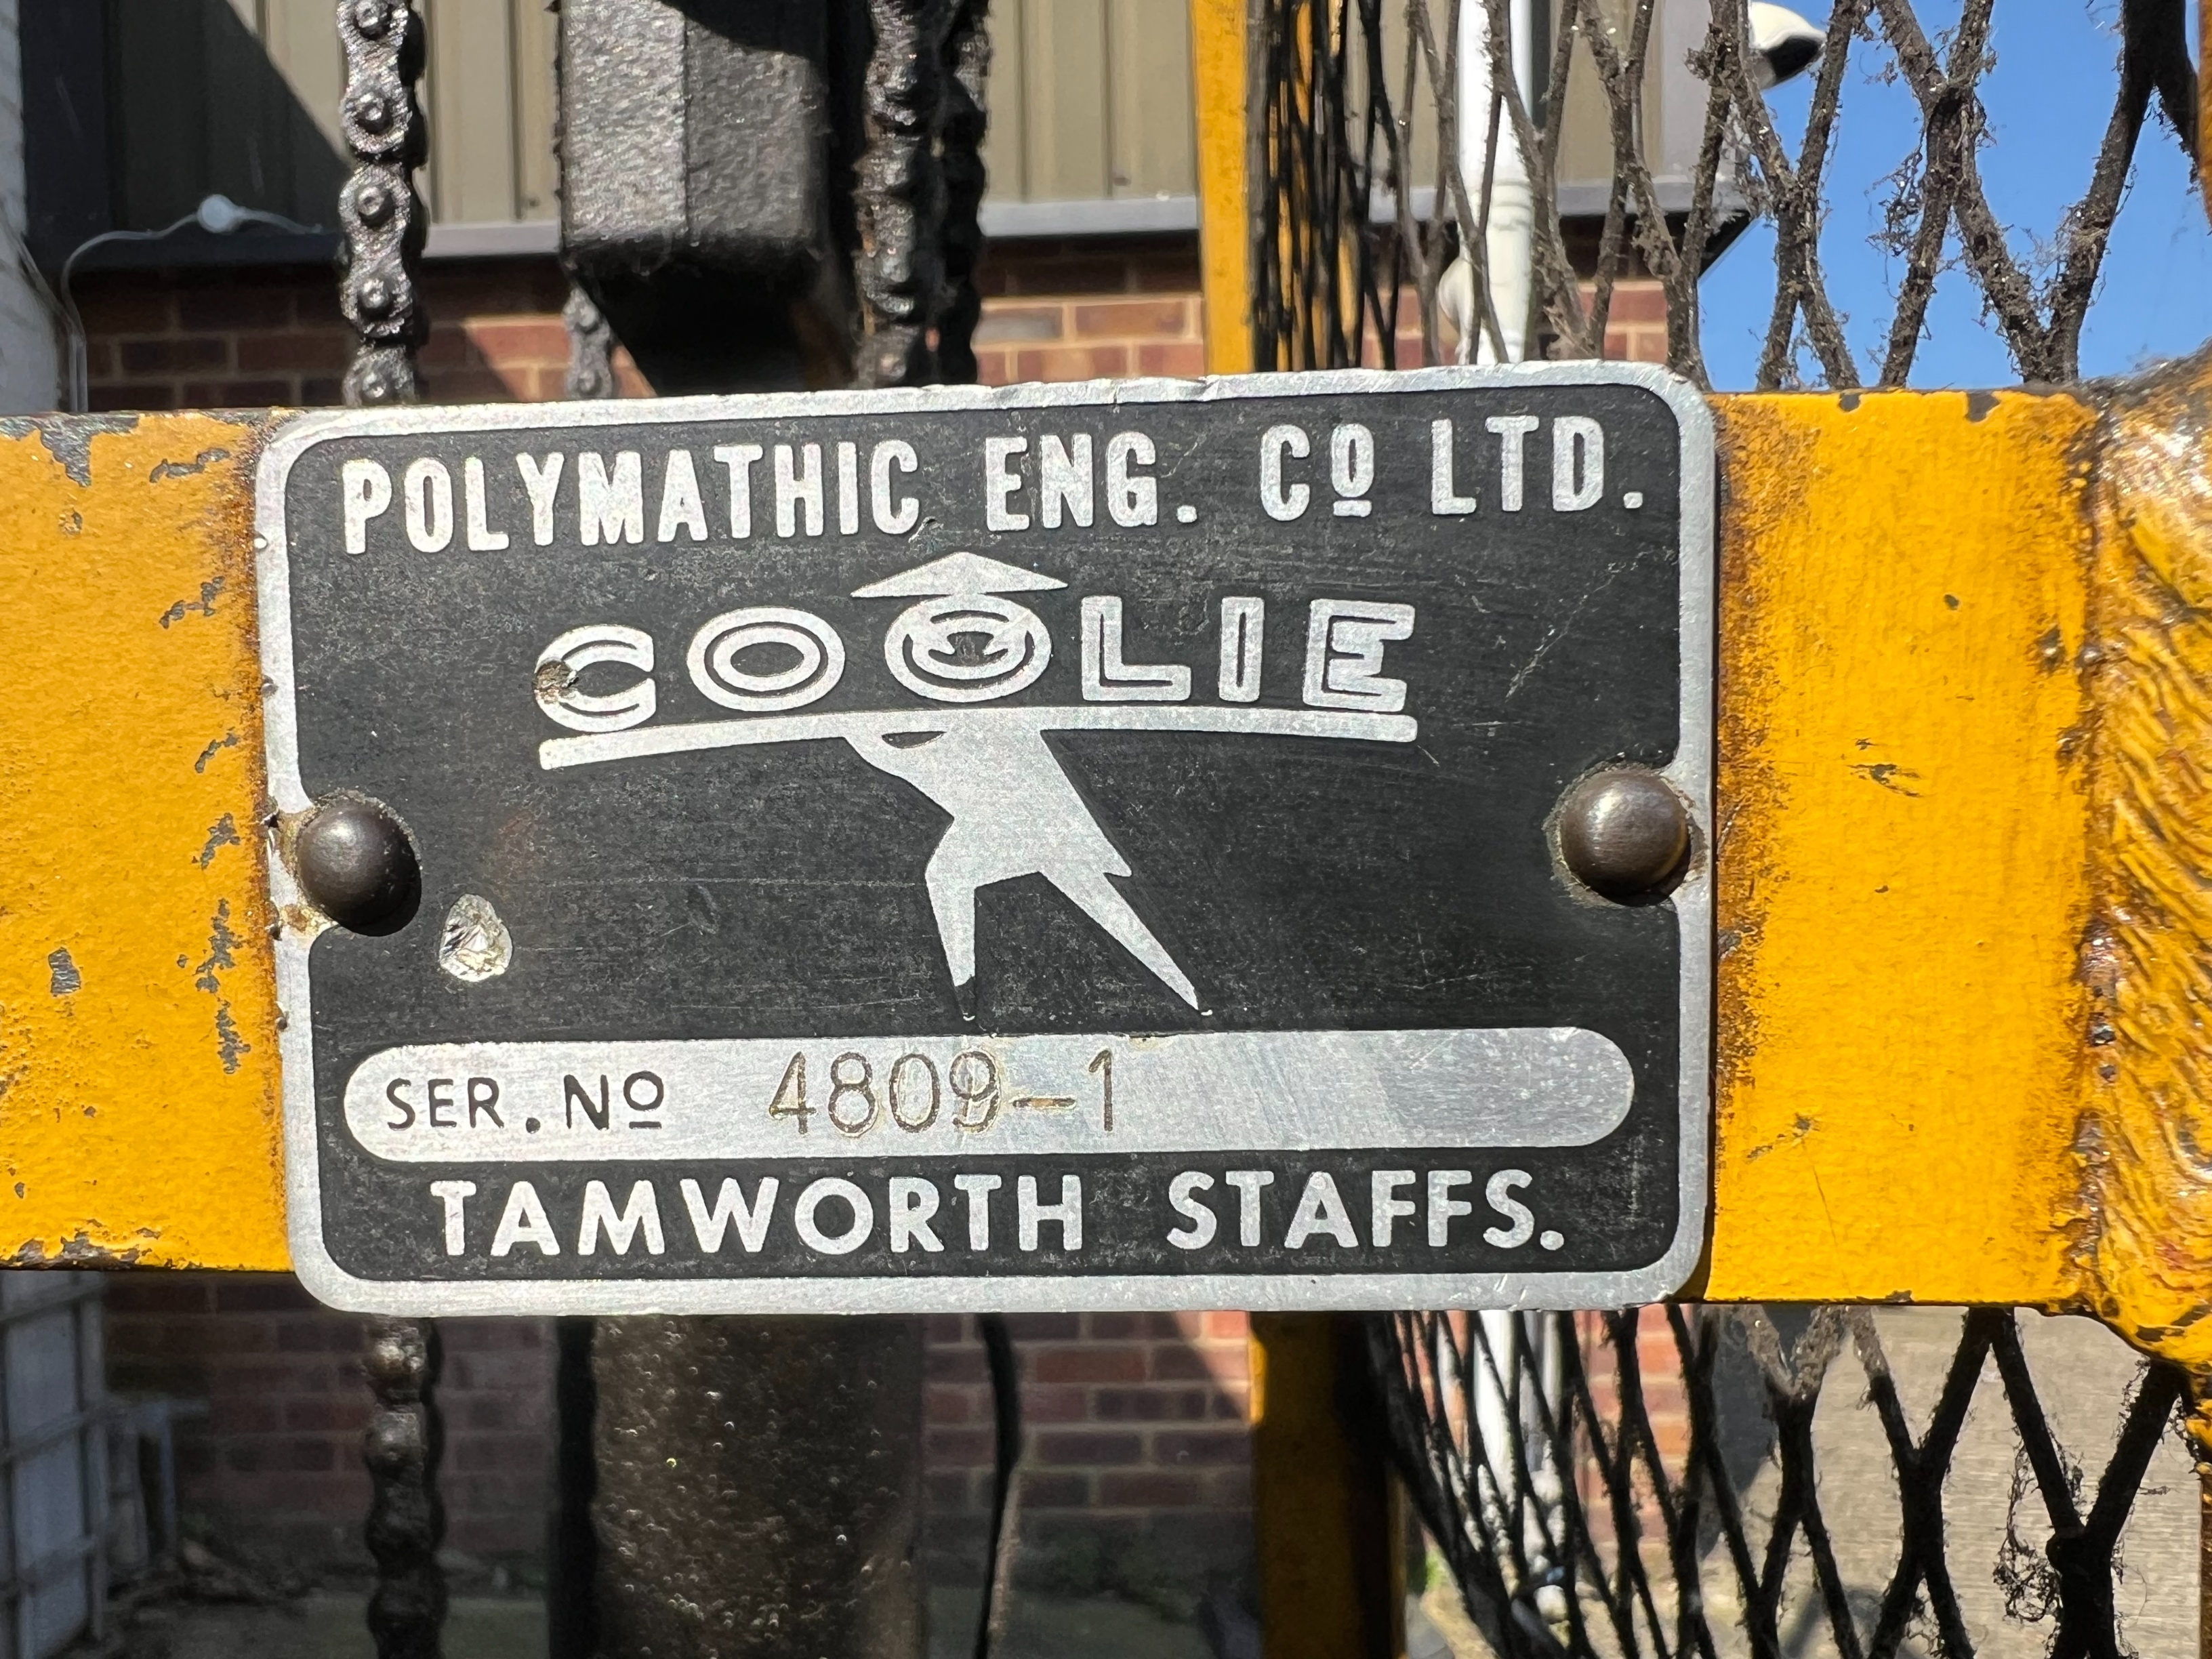 POLYMATHIC ENG. Cº LTD.
COOLIE
SER. Nº 4809-1
TAMWORTH STAFFS.